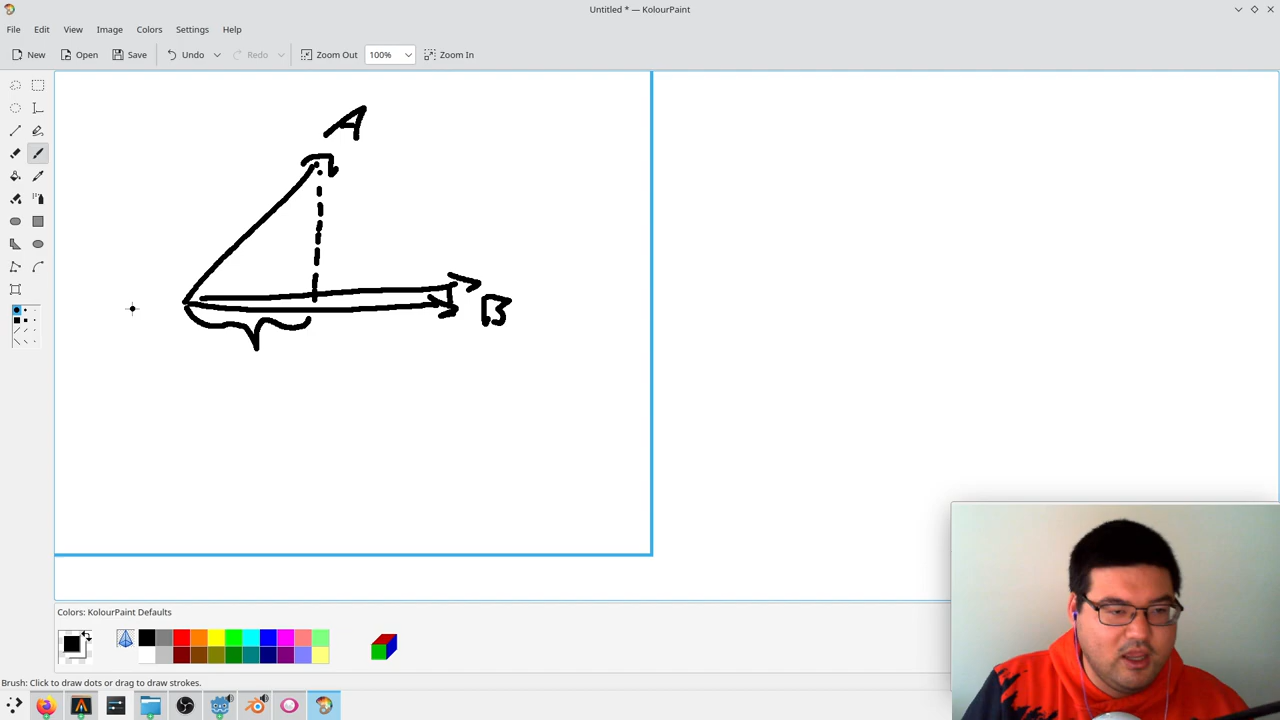 Untitled * — KolourPaint
File Edit View Image Colors Settings Help
New Open Save Undo Redo Zoom Out 100% Zoom In
A
B
Colors: KolourPaint Defaults
Brush: Click to draw dots or drag to draw strokes.